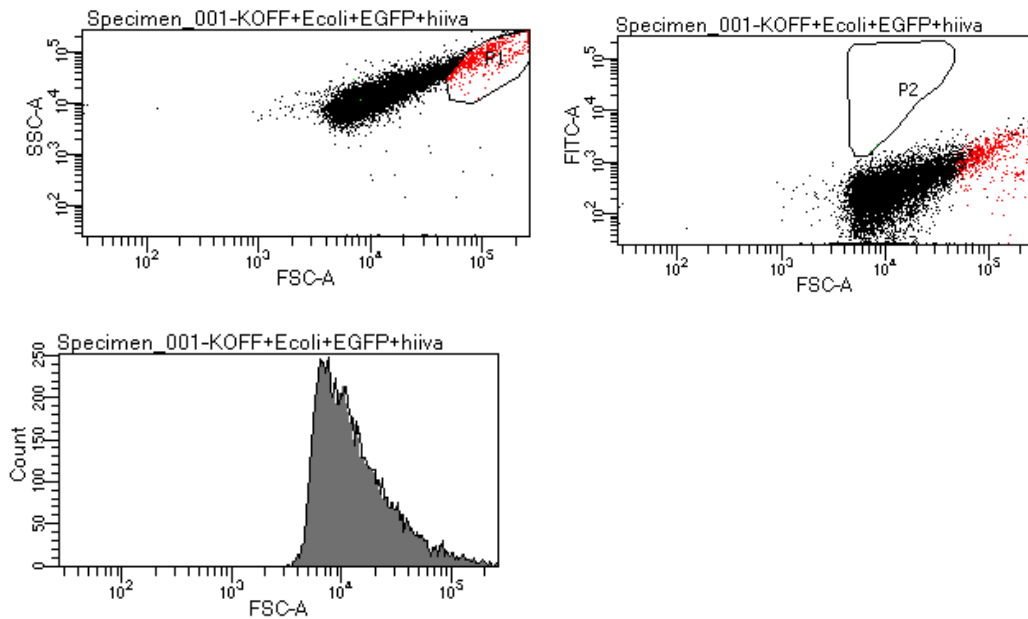 Specimen_001-KOFF+Ecoli+EGFP+hiiva
SSC-A
10^5
10^4
10^3
10^2
P1
10^2 10^3 10^4 10^5
FSC-A
Specimen_001-KOFF+Ecoli+EGFP+hiiva
FITC-A
10^5
10^4
10^3
10^2
P2
10^2 10^3 10^4 10^5
FSC-A
Specimen_001-KOFF+Ecoli+EGFP+hiiva
Count
250
200
150
100
50
0
10^2 10^3 10^4 10^5
FSC-A